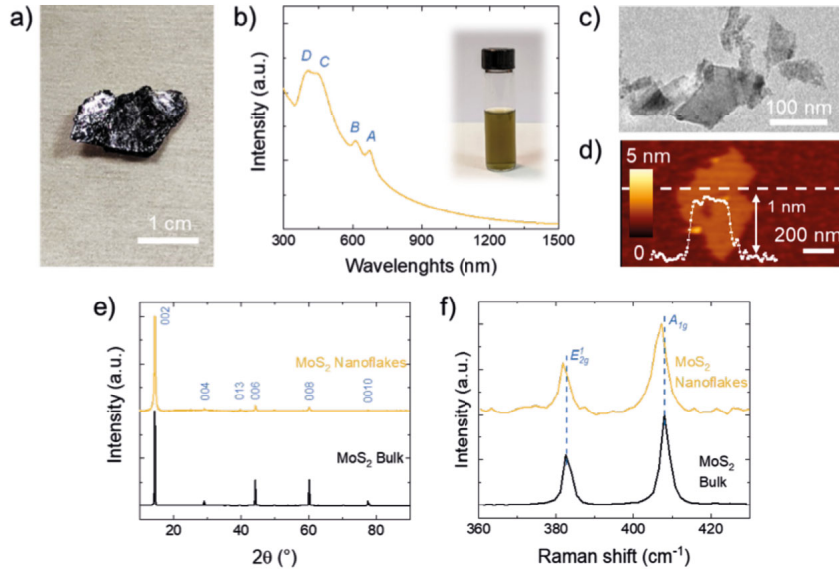 a)
1 cm
b)
Intensity (a.u.)
D
C
B
A
300
600
900
1200
1500
Wavelenghts (nm)
c)
100 nm
d)
5 nm
0
1 nm
200 nm
e)
Intensity (a.u.)
002
004
013
006
008
0010
MoS2 Nanoflakes
MoS2 Bulk
20
40
60
80
2θ (°)
f)
Intensity (a.u.)
E¹2g
A1g
MoS2
Nanoflakes
MoS2
Bulk
360
380
400
420
Raman shift (cm⁻¹)